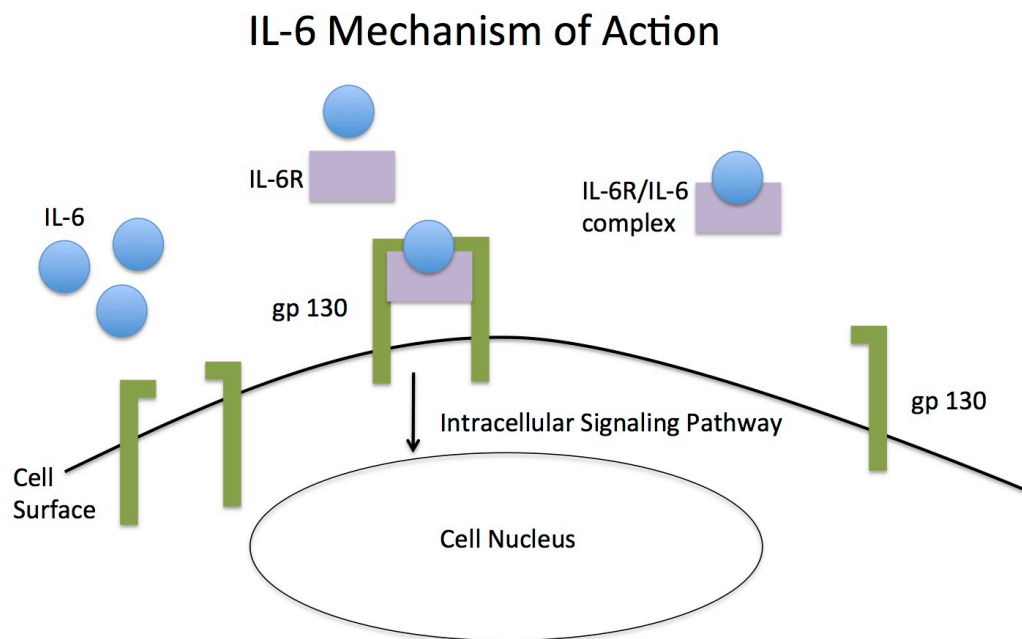 IL-6 Mechanism of Action
IL-6R
IL-6
IL-6R/IL-6
complex
gp 130
gp 130
Intracellular Signaling Pathway
Cell
Surface
Cell Nucleus